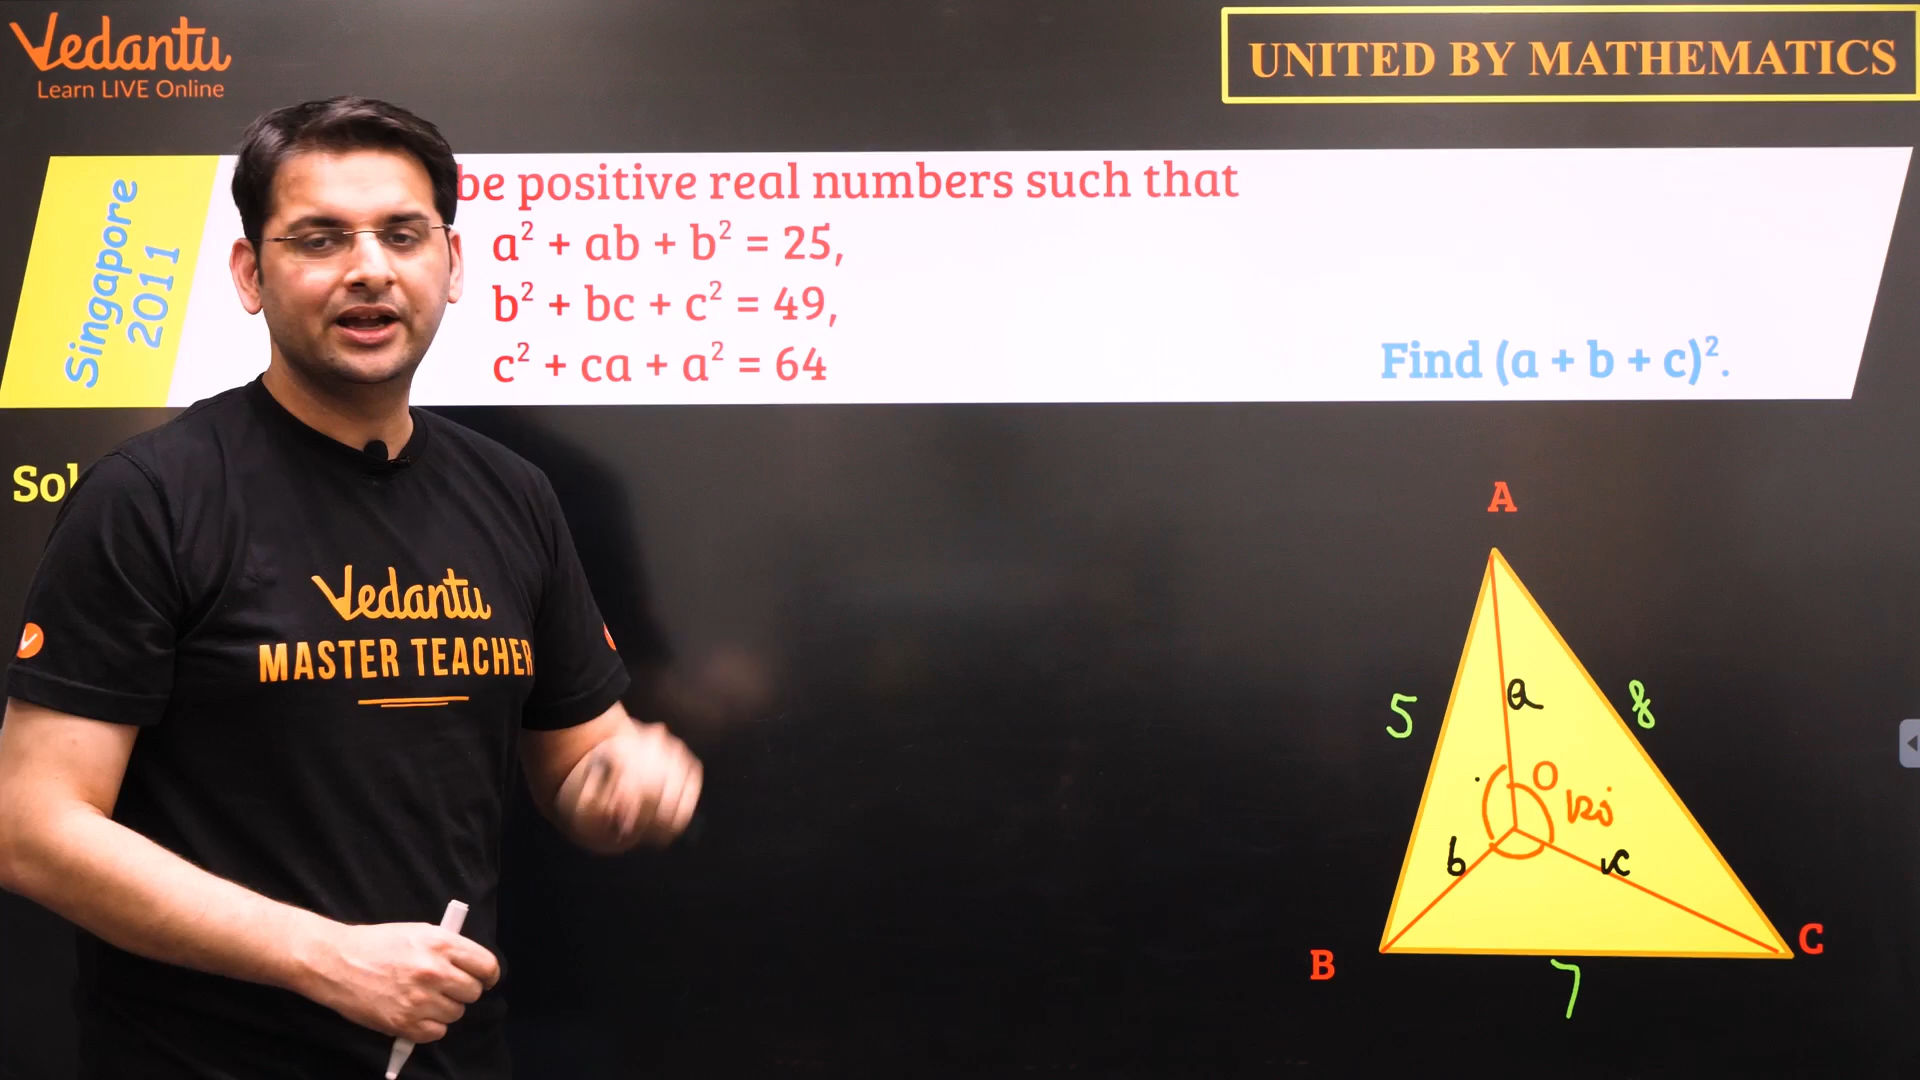 Vedantu
Learn LIVE Online
UNITED BY MATHEMATICS
Singapore
2011
be positive real numbers such that
a² + ab + b² = 25,
b² + bc + c² = 49,
c² + ca + a² = 64
Find (a + b + c)².
Sol
A
5
a
8
O
120°
b
c
B
C
7
Vedantu
MASTER TEACHER